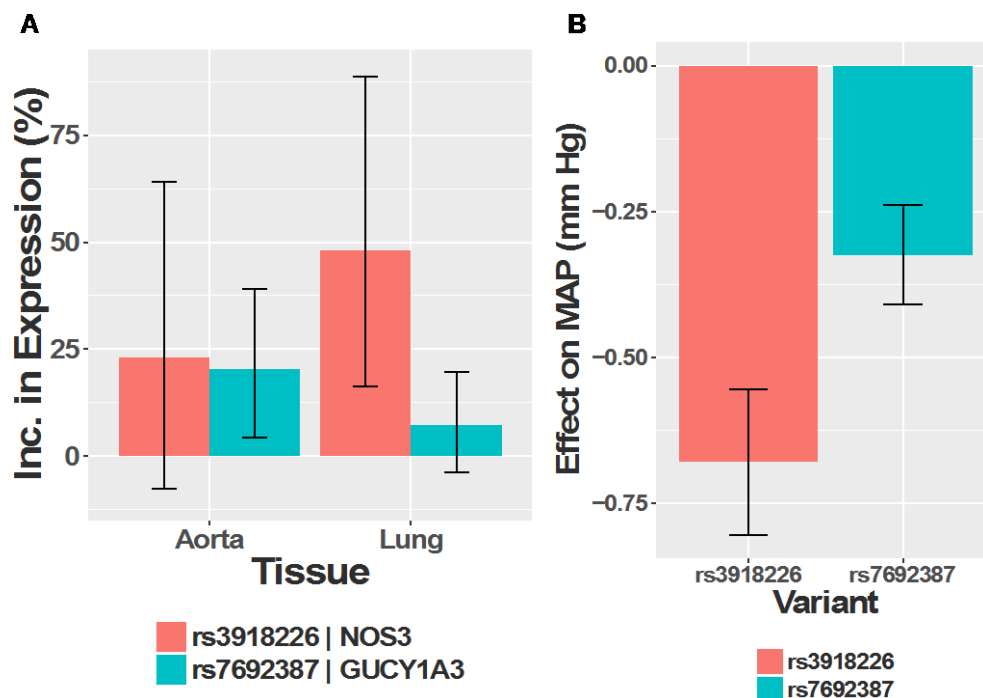 A
Inc. in Expression (%)
75
50
25
0
Aorta Lung
Tissue
rs3918226 | NOS3
rs7692387 | GUCY1A3
B
Effect on MAP (mm Hg)
0.00
−0.25
−0.50
−0.75
rs3918226 rs7692387
Variant
rs3918226
rs7692387